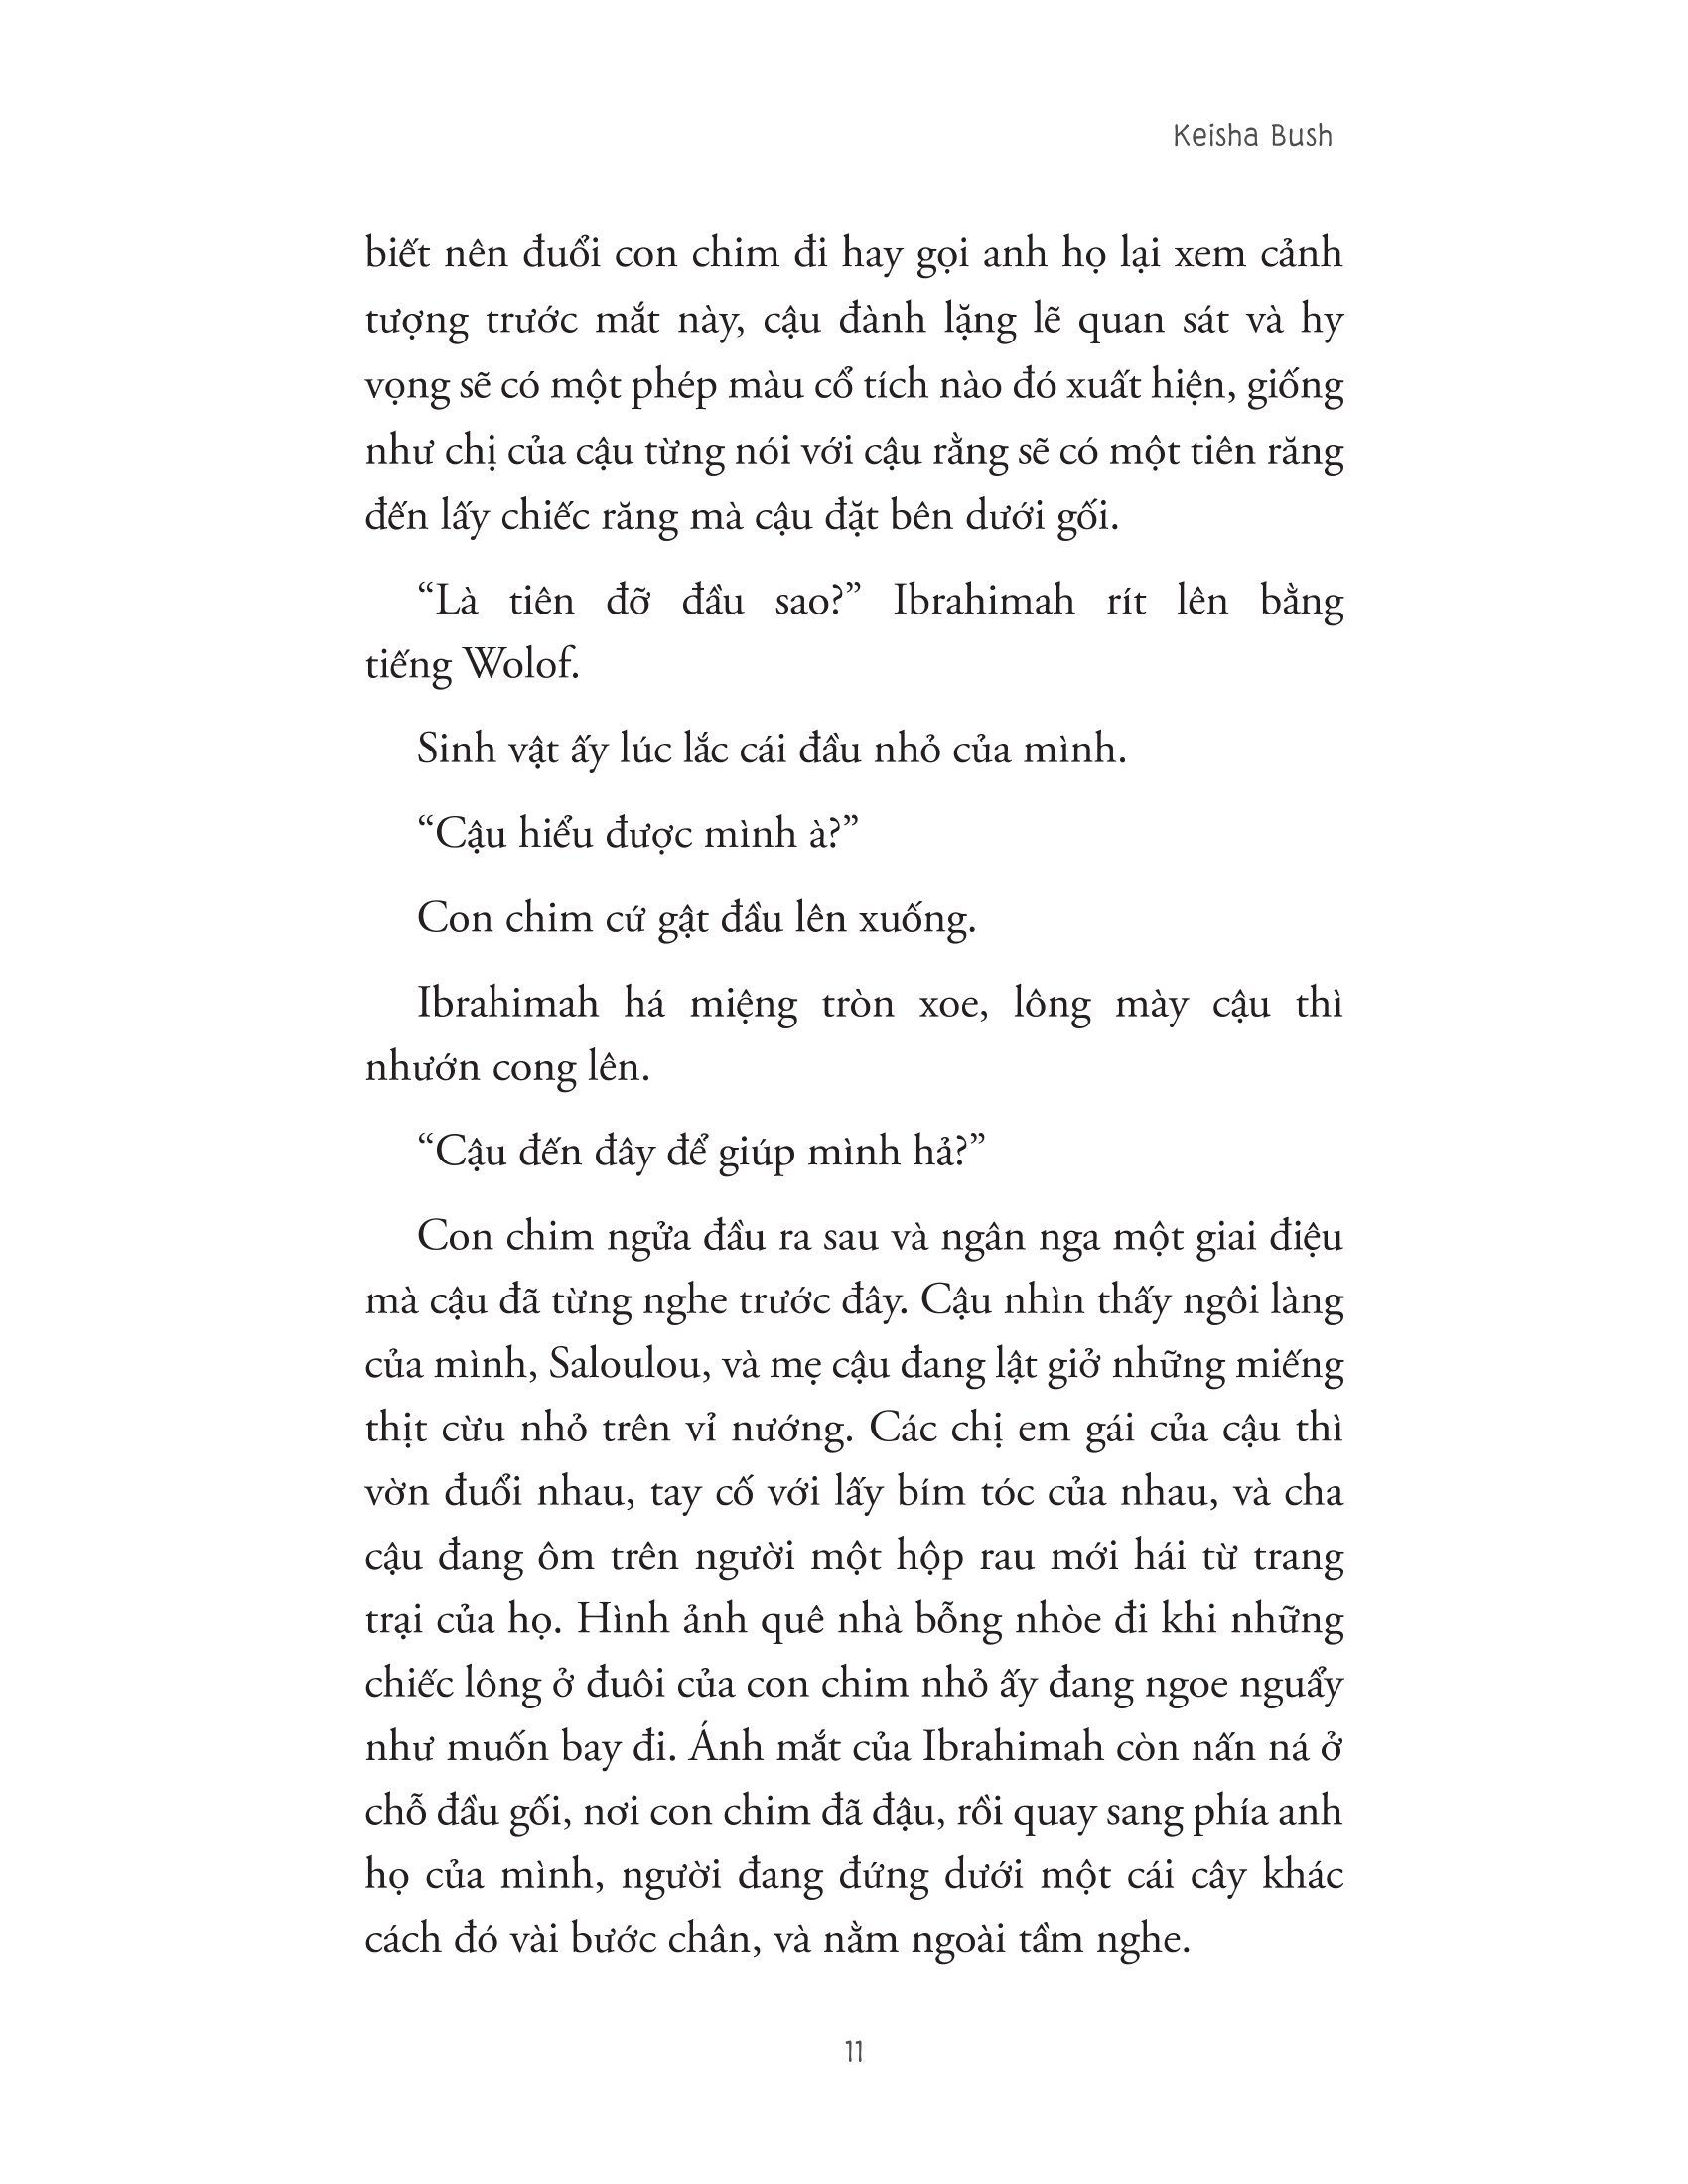 Keisha Bush
biết nên đuổi con chim đi hay gọi anh họ lại xem cảnh
tượng trước mắt này, cậu đành lặng lẽ quan sát và hy
vọng sẽ có một phép màu cổ tích nào đó xuất hiện, giống
như chị của cậu từng nói với cậu rằng sẽ có một tiên răng
đến lấy chiếc răng mà cậu đặt bên dưới gối.
“Là tiên đỡ đầu sao?” Ibrahimah rít lên bằng
tiếng Wolof.
Sinh vật ấy lúc lắc cái đầu nhỏ của mình.
“Cậu hiểu được mình à?”
Con chim cứ gật đầu lên xuống.
Ibrahimah há miệng tròn xoe, lông mày cậu thì
nhướn cong lên.
“Cậu đến đây để giúp mình hả?”
Con chim ngửa đầu ra sau và ngân nga một giai điệu
mà cậu đã từng nghe trước đây. Cậu nhìn thấy ngôi làng
của mình, Saloulou, và mẹ cậu đang lật giở những miếng
thịt cừu nhỏ trên vỉ nướng. Các chị em gái của cậu thì
vờn đuổi nhau, tay cố với lấy bím tóc của nhau, và cha
cậu đang ôm trên người một hộp rau mới hái từ trang
trại của họ. Hình ảnh quê nhà bỗng nhòe đi khi những
chiếc lông ở đuôi của con chim nhỏ ấy đang ngoe nguẩy
như muốn bay đi. Ánh mắt của Ibrahimah còn nấn ná ở
chỗ đầu gối, nơi con chim đã đậu, rồi quay sang phía anh
họ của mình, người đang đứng dưới một cái cây khác
cách đó vài bước chân, và nằm ngoài tầm nghe.
11